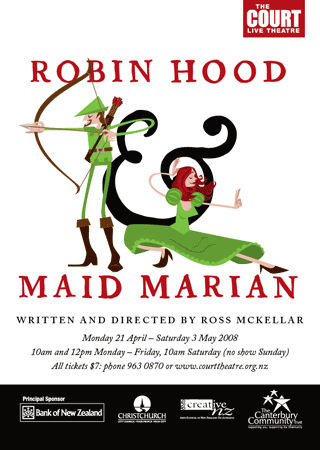 THE
COURT
LIVE THEATRE
ROBIN HOOD
&
MAID MARIAN
WRITTEN AND DIRECTED BY ROSS MCKELLAR
Monday 21 April – Saturday 3 May 2008
10am and 12pm Monday – Friday, 10am Saturday (no show Sunday)
All tickets $7: phone 963 0870 or www.courttheatre.org.nz
Principal Sponsor
Bank of New Zealand
CHRISTCHURCH
creative nz
The
Canterbury
Community Trust